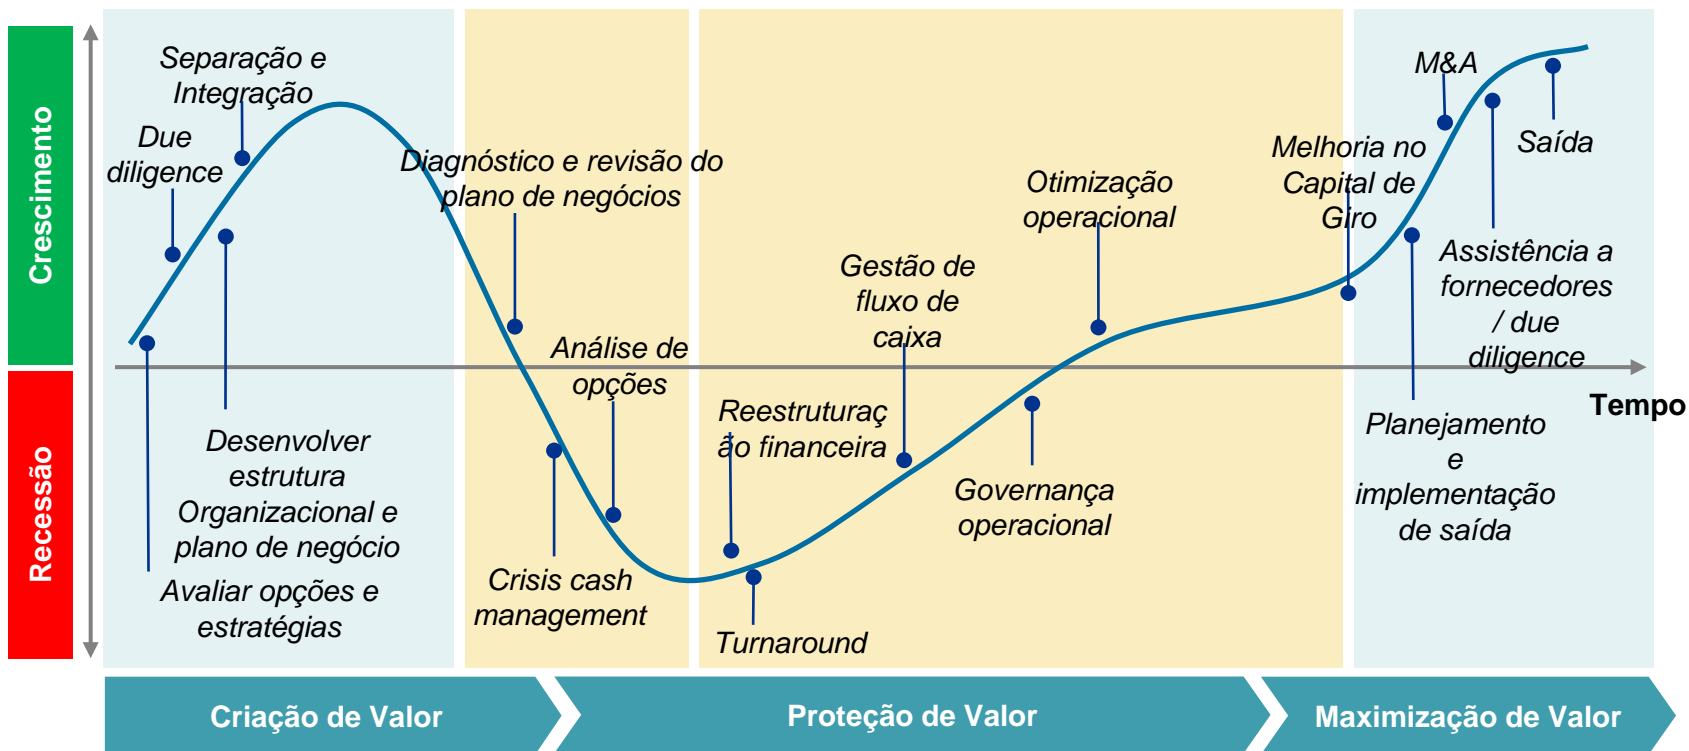 Crescimento
Recessão
Separação e
Integração
Due
diligence
Desenvolver
estrutura
Organizacional e
plano de negócio
Avaliar opções e
estratégias
Diagnóstico e revisão do
plano de negócios
Análise de
opções
Crisis cash
management
Reestruturaç
ão financeira
Turnaround
Gestão de
fluxo de
caixa
Governança
operacional
Otimização
operacional
Melhoria no
Capital de
Giro
M&A
Saída
Assistência a
fornecedores
/ due
diligence
Tempo
Planejamento
e
implementação
de saída
Criação de Valor
Proteção de Valor
Maximização de Valor